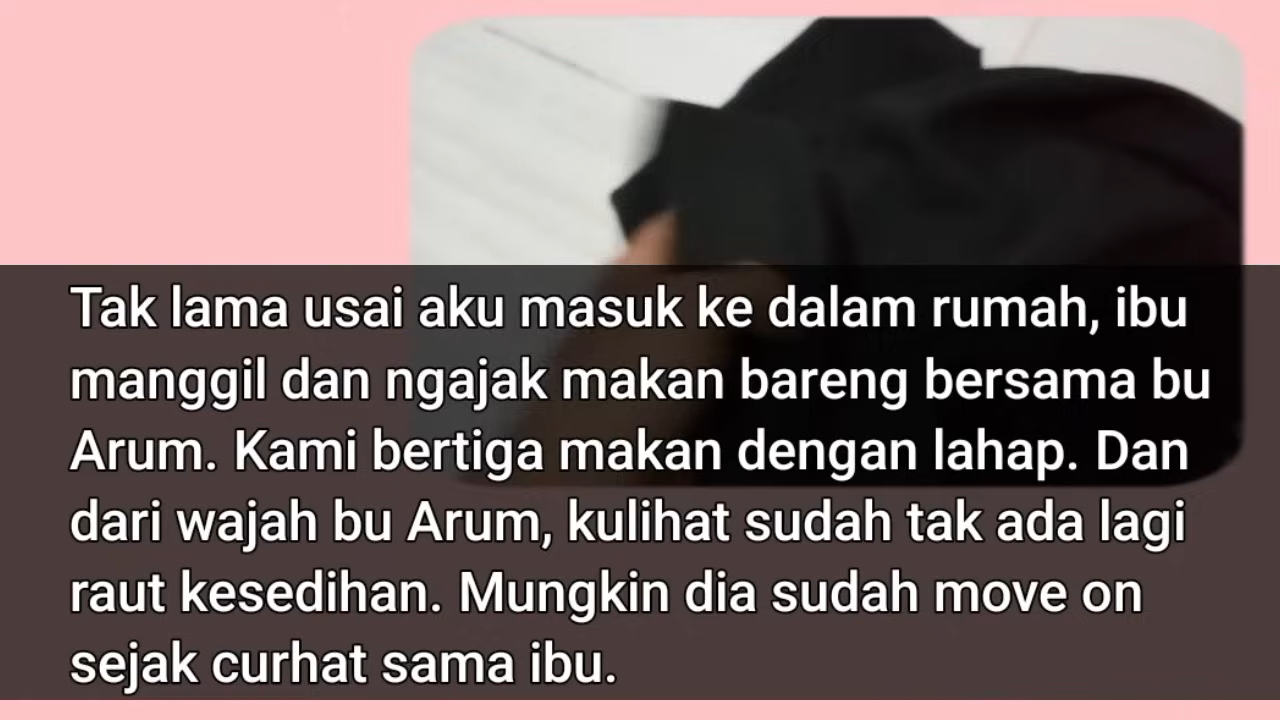 Tak lama usai aku masuk ke dalam rumah, ibu
manggil dan ngajak makan bareng bersama bu
Arum. Kami bertiga makan dengan lahap. Dan
dari wajah bu Arum, kulihat sudah tak ada lagi
raut kesedihan. Mungkin dia sudah move on
sejak curhat sama ibu.